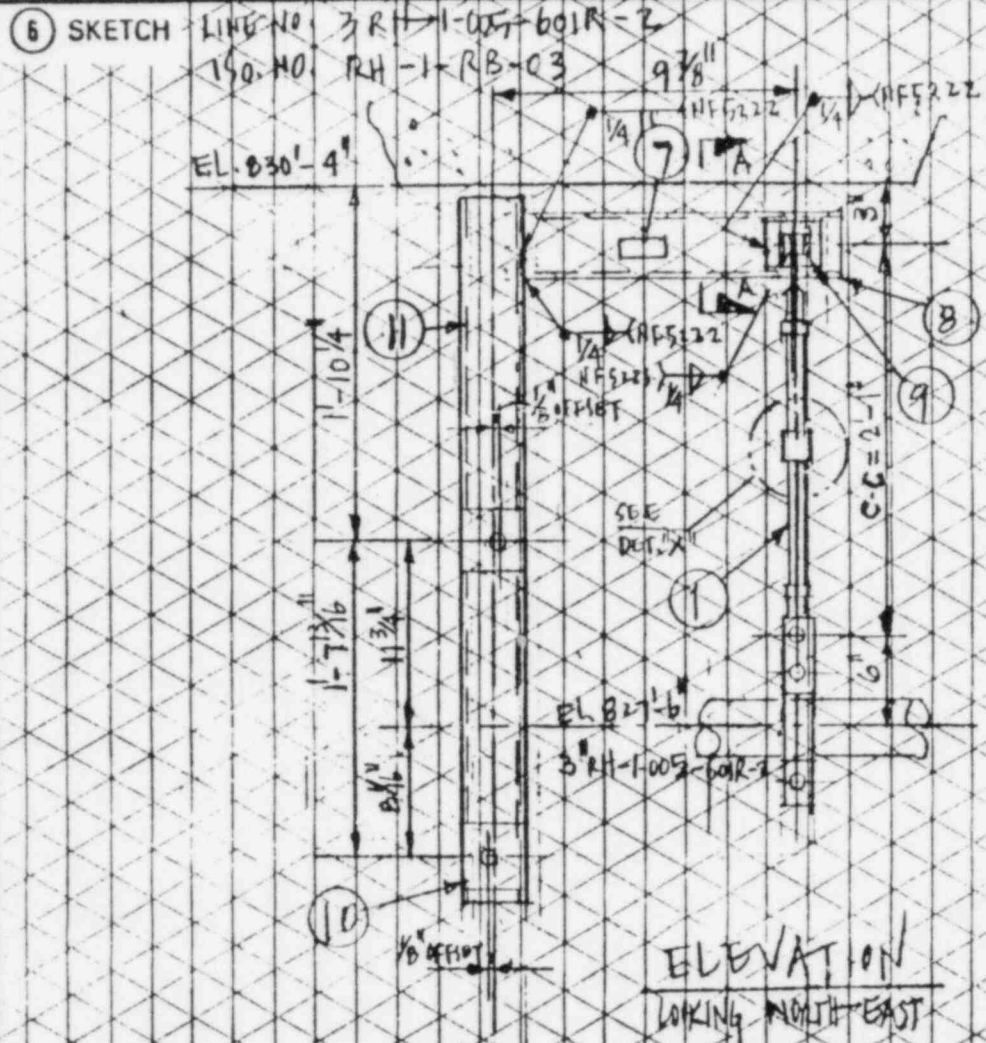 6 SKETCH
LINE NO. 3 RH-1-005-601R-2
ISO. NO. RH-1-RB-03
9 7/8"
1/4 NF5222
1/4 NF5222
7
A
EL. 830'-4"
3"
A
8
11
1/4 NF5222
1/4
9
1'-10 1/4
OFFSET
C-C = 2'-1"
SEE
DET. "X"
1
1'-7 13/16"
11 3/4"
6"
EL 827'-6"
3"RH-1-005-601R-2
8 1/16"
10
1/8" OFFSET
ELEVATION
LOOKING NORTH-EAST